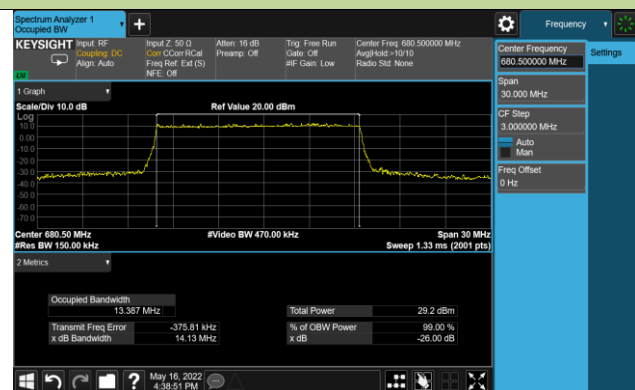 Spectrum Analyzer 1
Occupied BW
Frequency
KEYSIGHT
Input: RF
Coupling: DC
Align: Auto
Input Z: 50 Ω
Corr CCorr RCal
Freq Ref: Ext (S)
NFE: Off
Atten: 16 dB
Preamp: Off
Trig: Free Run
Gate: Off
#IF Gain: Low
Center Freq: 680.500000 MHz
Avg|Hold:>10/10
Radio Std: None
Center Frequency
680.500000 MHz
Settings
Span
30.000 MHz
CF Step
3.000000 MHz
Auto
Man
Freq Offset
0 Hz
1 Graph
Scale/Div 10.0 dB
Ref Value 20.00 dBm
Log
10.0
0.00
-10.0
-20.0
-30.0
-40.0
-50.0
-60.0
-70.0
Center 680.50 MHz
#Video BW 470.00 kHz
Span 30 MHz
#Res BW 150.00 kHz
Sweep 1.33 ms (2001 pts)
2 Metrics
Occupied Bandwidth
13.387 MHz
Total Power
29.2 dBm
Transmit Freq Error
-375.81 kHz
% of OBW Power
99.00 %
x dB Bandwidth
14.13 MHz
x dB
-26.00 dB
?
May 16, 2022
4:38:51 PM